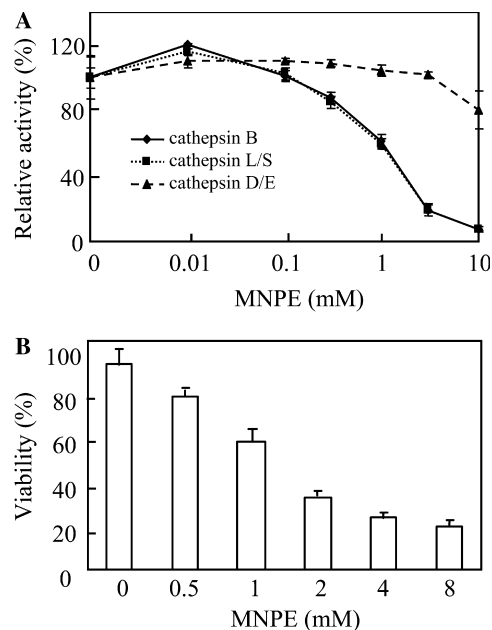 A
Relative activity (%)
120
80
40
0
cathepsin B
cathepsin L/S
cathepsin D/E
0 0.01 0.1 1 10
MNPE (mM)
B
Viability (%)
100
80
60
40
20
0
0 0.5 1 2 4 8
MNPE (mM)